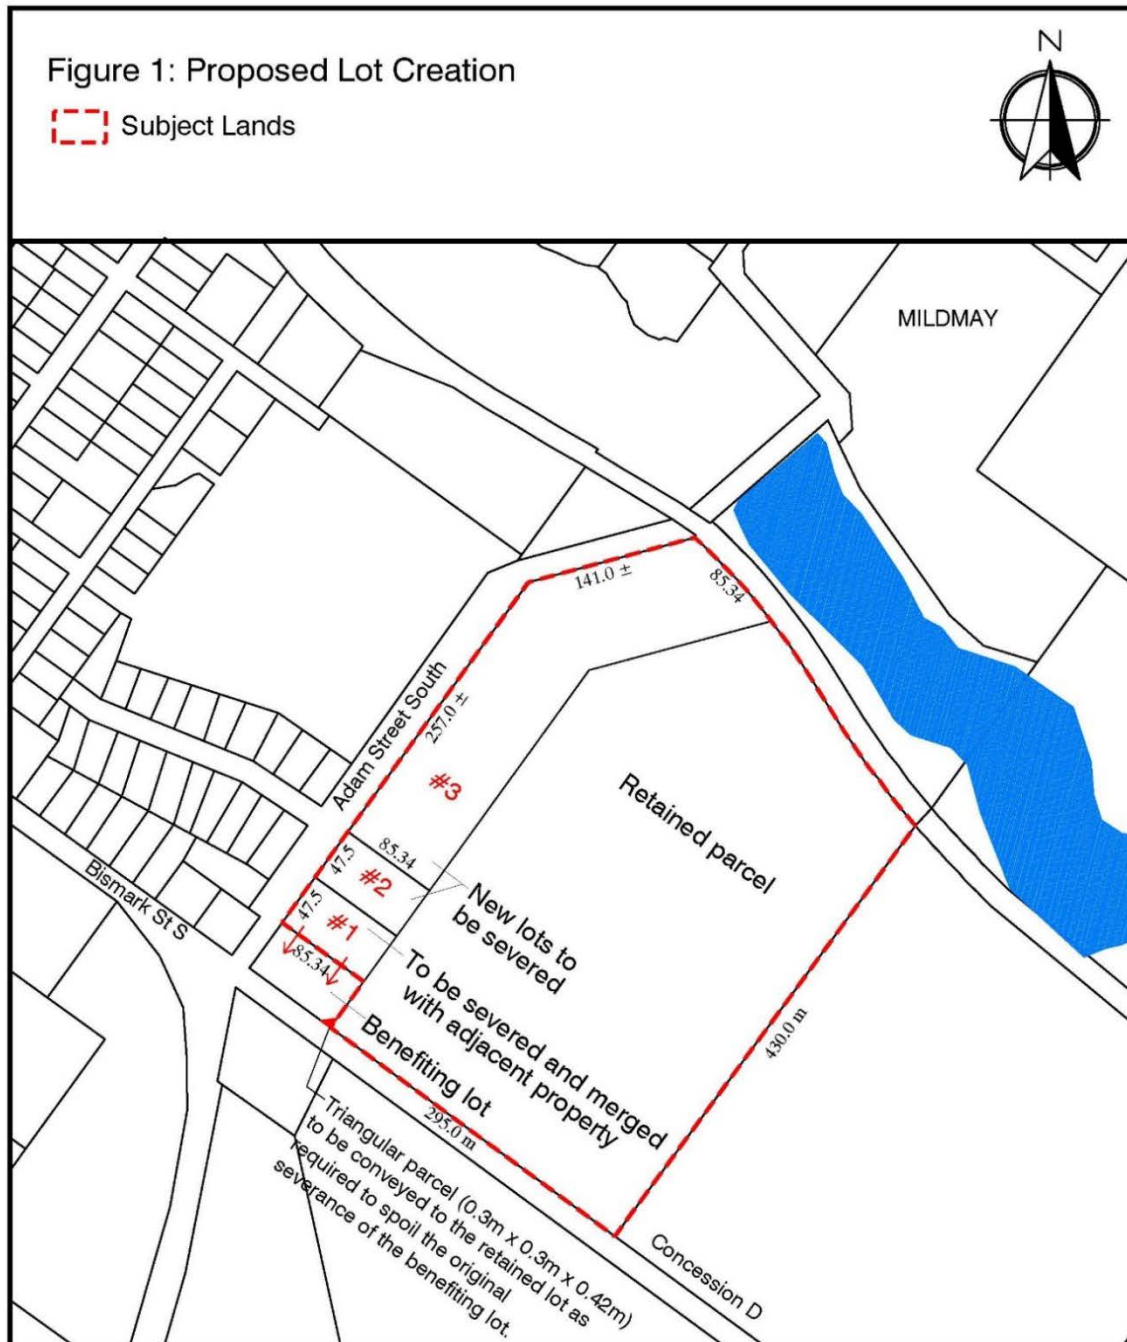 Figure 1: Proposed Lot Creation
N
Subject Lands
MILDMAY
141.0 ±
85.34
257.0 ±
Adam Street South
#3
Retained parcel
85.34
47.5
#2
New lots to
be severed
47.5
#1
Bismark St S
85.34
To be severed and merged
with adjacent property
Benefiting lot
430.0 m
295.0 m
Triangular parcel (0.3m x 0.3m x 0.42m)
to be conveyed to the retained lot as
required to spoil the original
severance of the benefiting lot.
Concession D